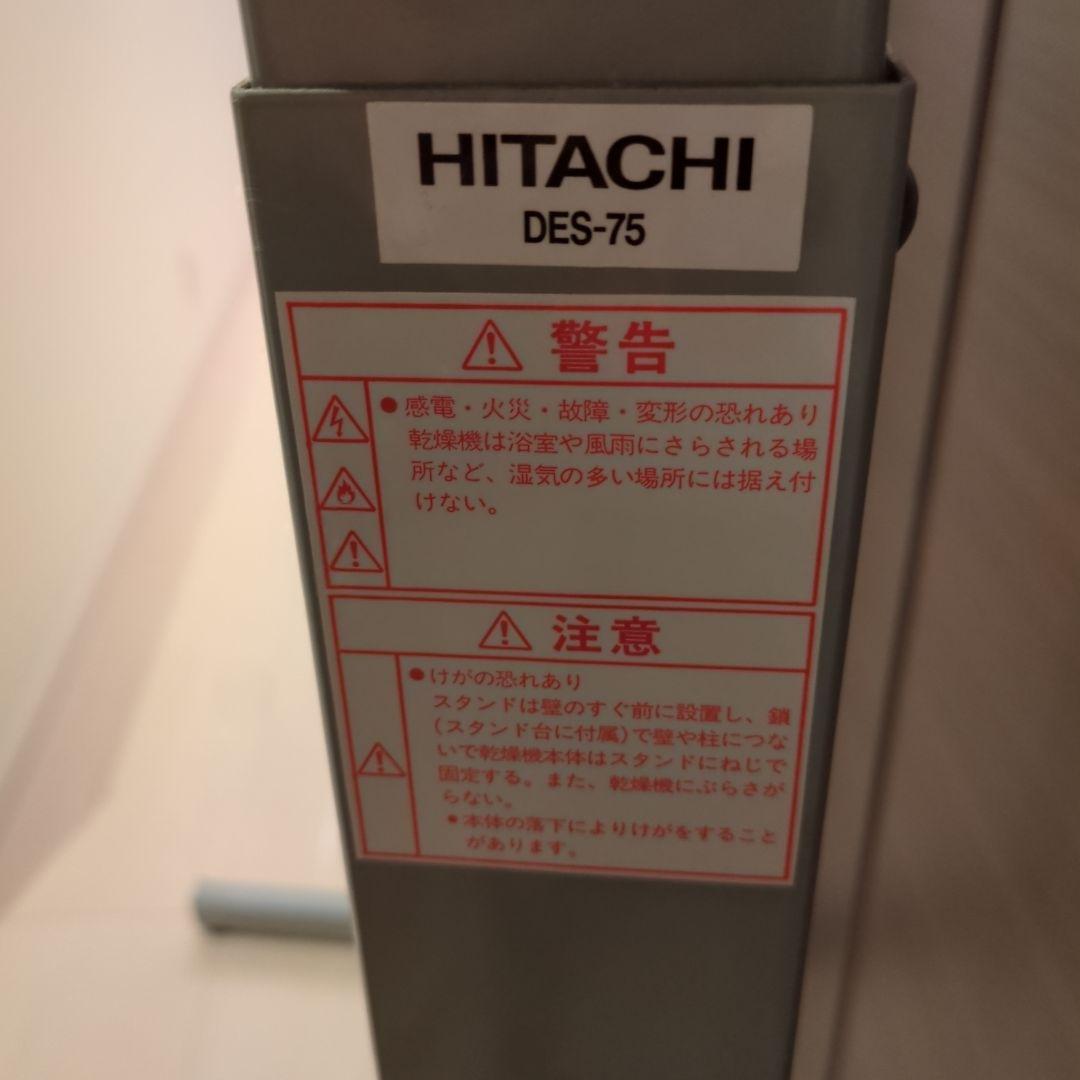 HITACHI
DES-75
警告
●感電・火災・故障・変形の恐れあり
乾燥機は浴室や風雨にさらされる場
所など、湿気の多い場所には据え付
けない。
注意
●けがの恐れあり
スタンドは壁のすぐ前に設置し、鎖
(スタンド台に付属)で壁や柱につな
いで乾燥機本体はスタンドにねじで
固定する。また、乾燥機にぶらさが
らない。
●本体の落下によりけがをすること
があります。